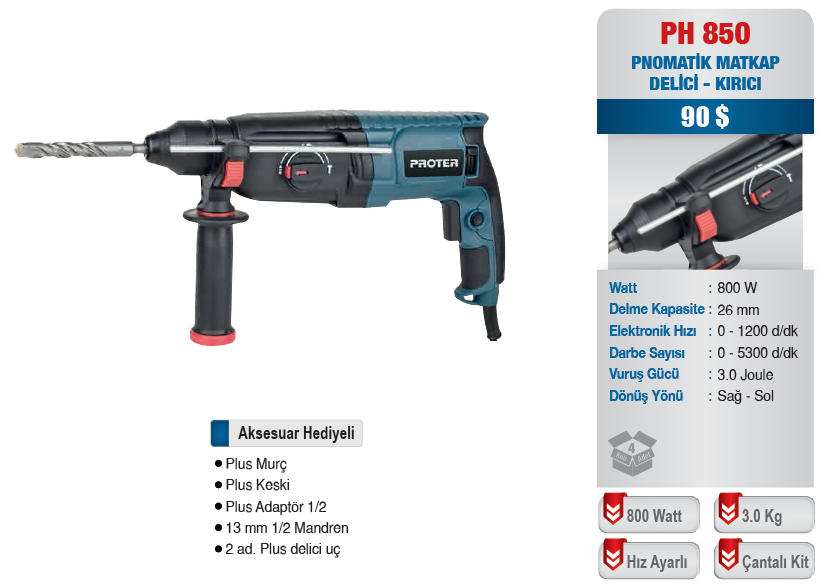 PH 850
PNOMATİK MATKAP
DELİCİ - KIRICI
90 $
PROTER
Watt : 800 W
Delme Kapasite : 26 mm
Elektronik Hızı : 0 - 1200 d/dk
Darbe Sayısı : 0 - 5300 d/dk
Vuruş Gücü : 3.0 Joule
Dönüş Yönü : Sağ - Sol
4
Koli Adet
Aksesuar Hediyeli
• Plus Murç
• Plus Keski
• Plus Adaptör 1/2
• 13 mm 1/2 Mandren
• 2 ad. Plus delici uç
800 Watt
3.0 Kg
Hız Ayarlı
Çantalı Kit